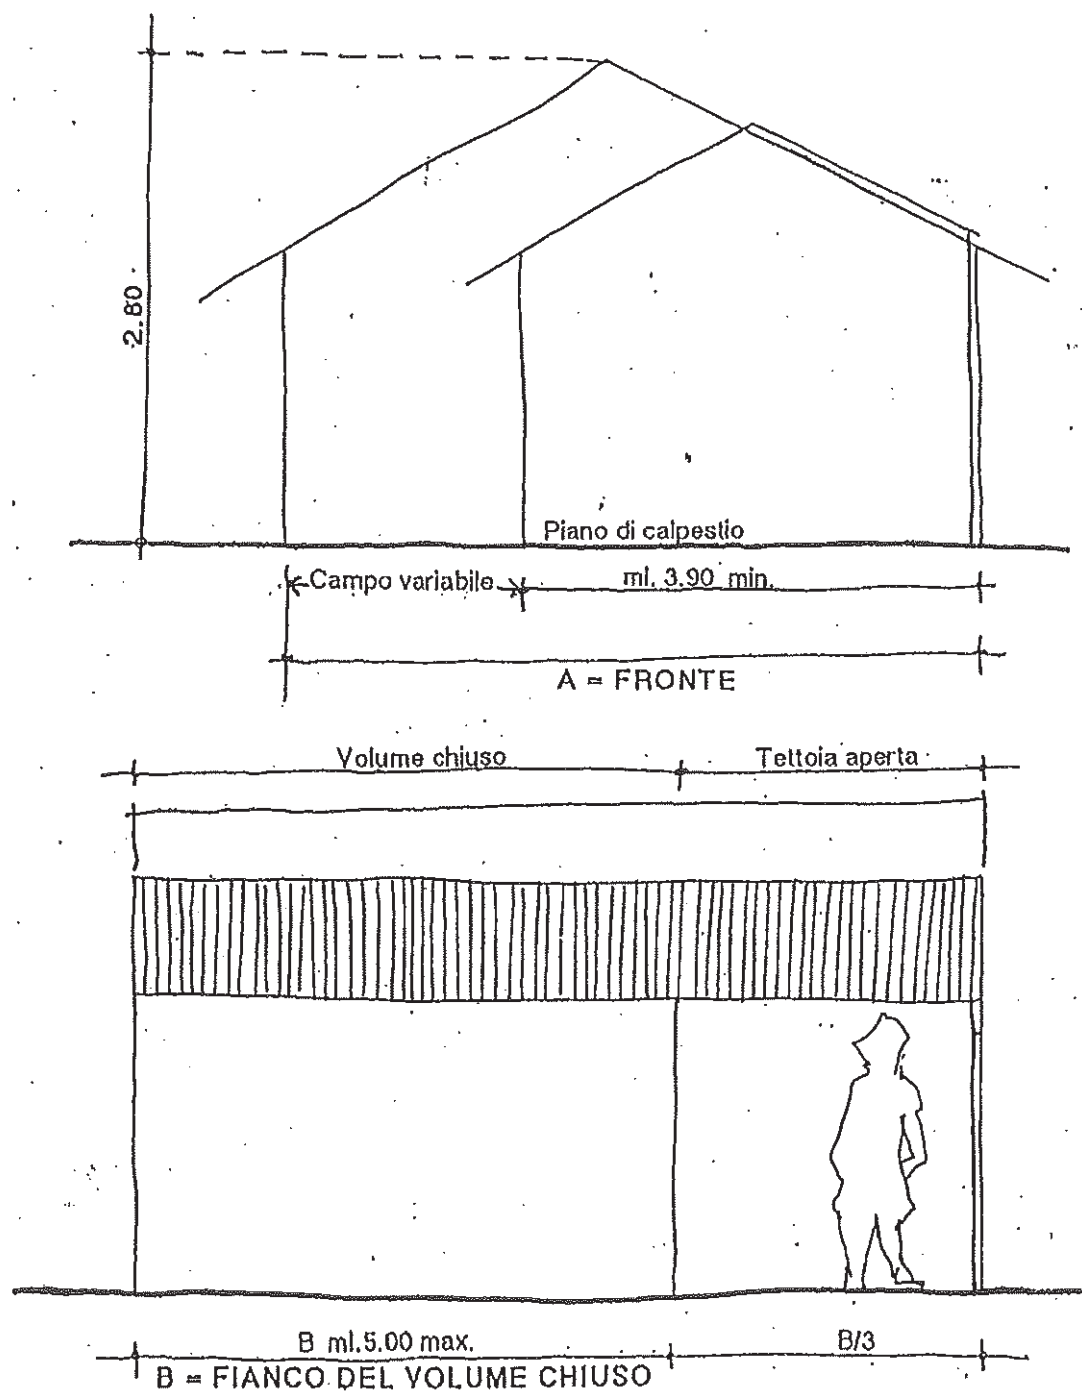 2.80
Piano di calpestio
Campo variabile
ml. 3.90 min.
A = FRONTE
Volume chiuso
Tettoia aperta
B ml.5.00 max.
B/3
B = FIANCO DEL VOLUME CHIUSO